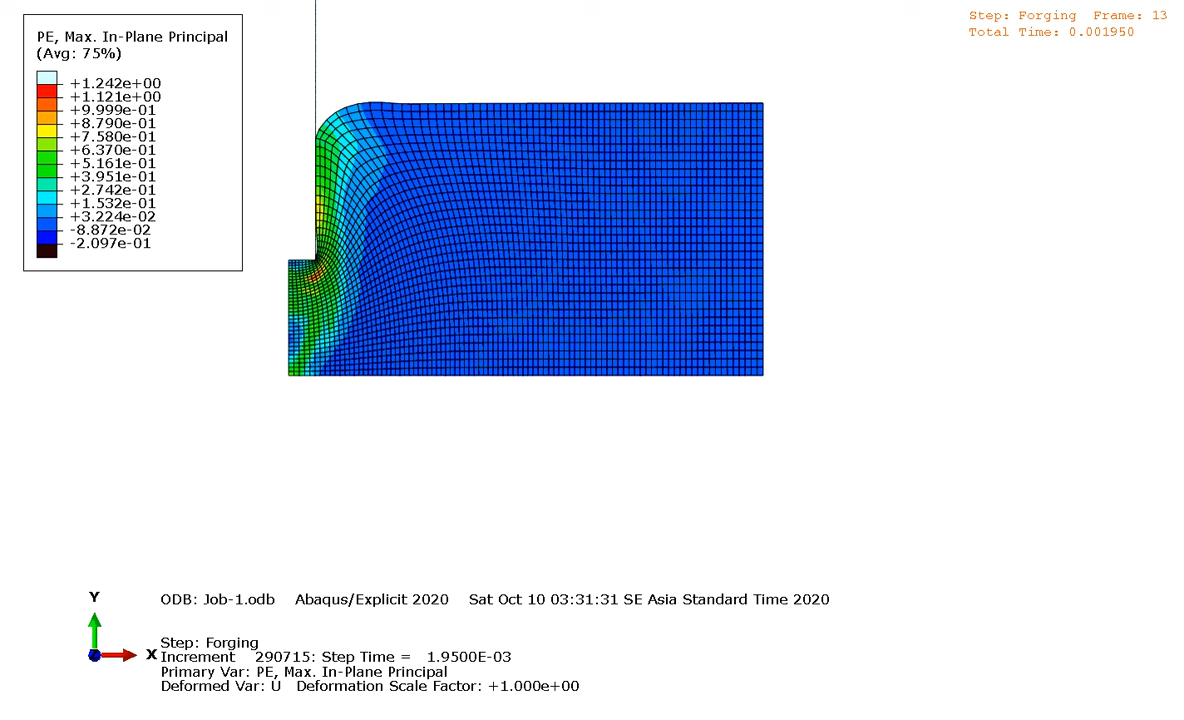 PE, Max. In-Plane Principal
(Avg: 75%)
+1.242e+00
+1.121e+00
+9.999e-01
+8.790e-01
+7.580e-01
+6.370e-01
+5.161e-01
+3.951e-01
+2.742e-01
+1.532e-01
+3.224e-02
-8.872e-02
-2.097e-01
Step: Forging Frame: 13
Total Time: 0.001950
Y
X
Z
ODB: Job-1.odb Abaqus/Explicit 2020 Sat Oct 10 03:31:31 SE Asia Standard Time 2020
Step: Forging
Increment 290715: Step Time = 1.9500E-03
Primary Var: PE, Max. In-Plane Principal
Deformed Var: U Deformation Scale Factor: +1.000e+00